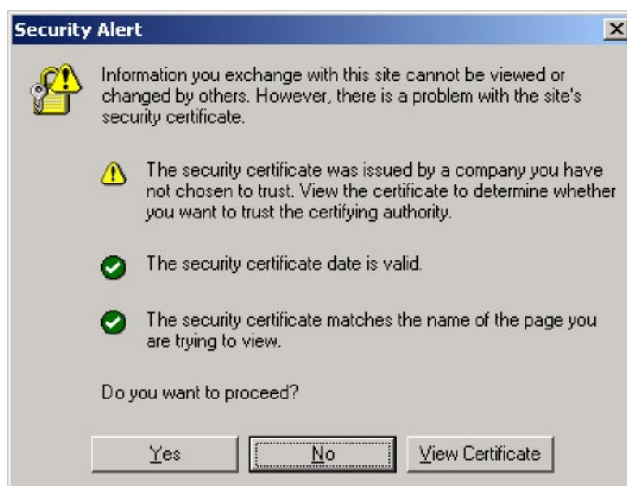 Security Alert
Information you exchange with this site cannot be viewed or
changed by others. However, there is a problem with the site's
security certificate.
The security certificate was issued by a company you have
not chosen to trust. View the certificate to determine whether
you want to trust the certifying authority.
The security certificate date is valid.
The security certificate matches the name of the page you
are trying to view.
Do you want to proceed?
Yes No View Certificate